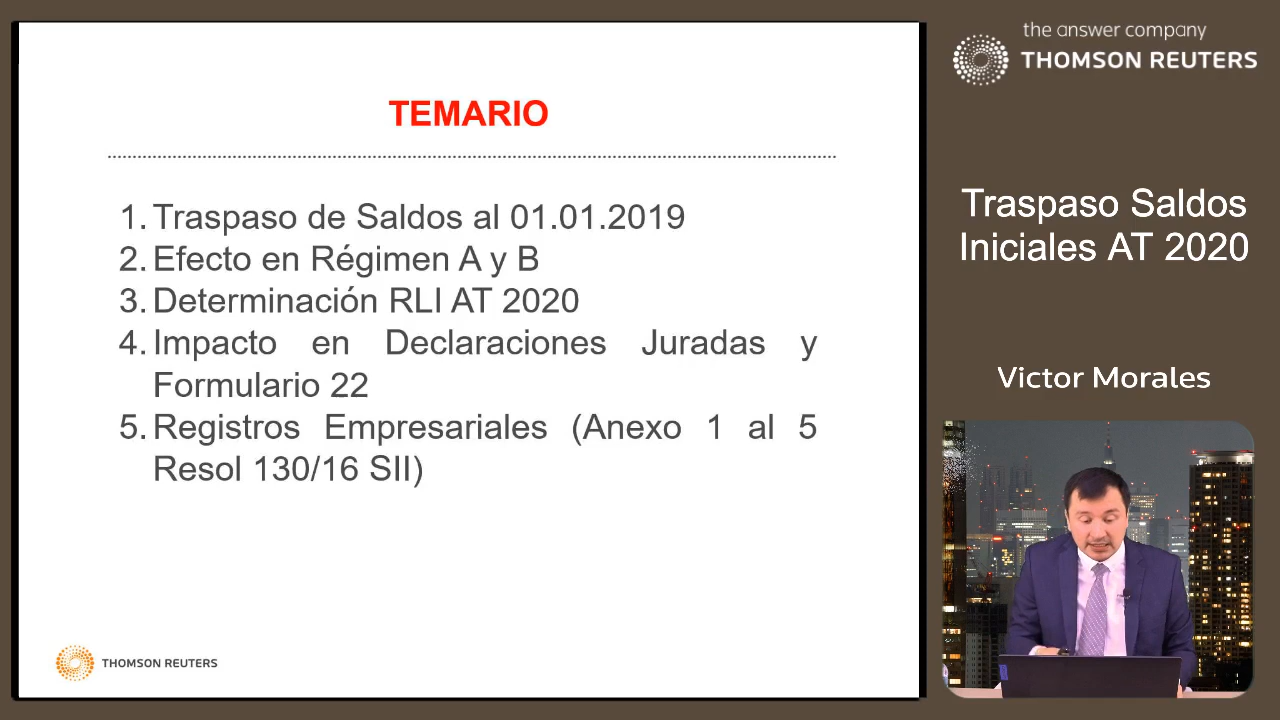 TEMARIO
1. Traspaso de Saldos al 01.01.2019
2. Efecto en Régimen A y B
3. Determinación RLI AT 2020
4. Impacto en Declaraciones Juradas y
Formulario 22
5. Registros Empresariales (Anexo 1 al 5
Resol 130/16 SII)
THOMSON REUTERS
the answer company
THOMSON REUTERS
Traspaso Saldos
Iniciales AT 2020
Victor Morales